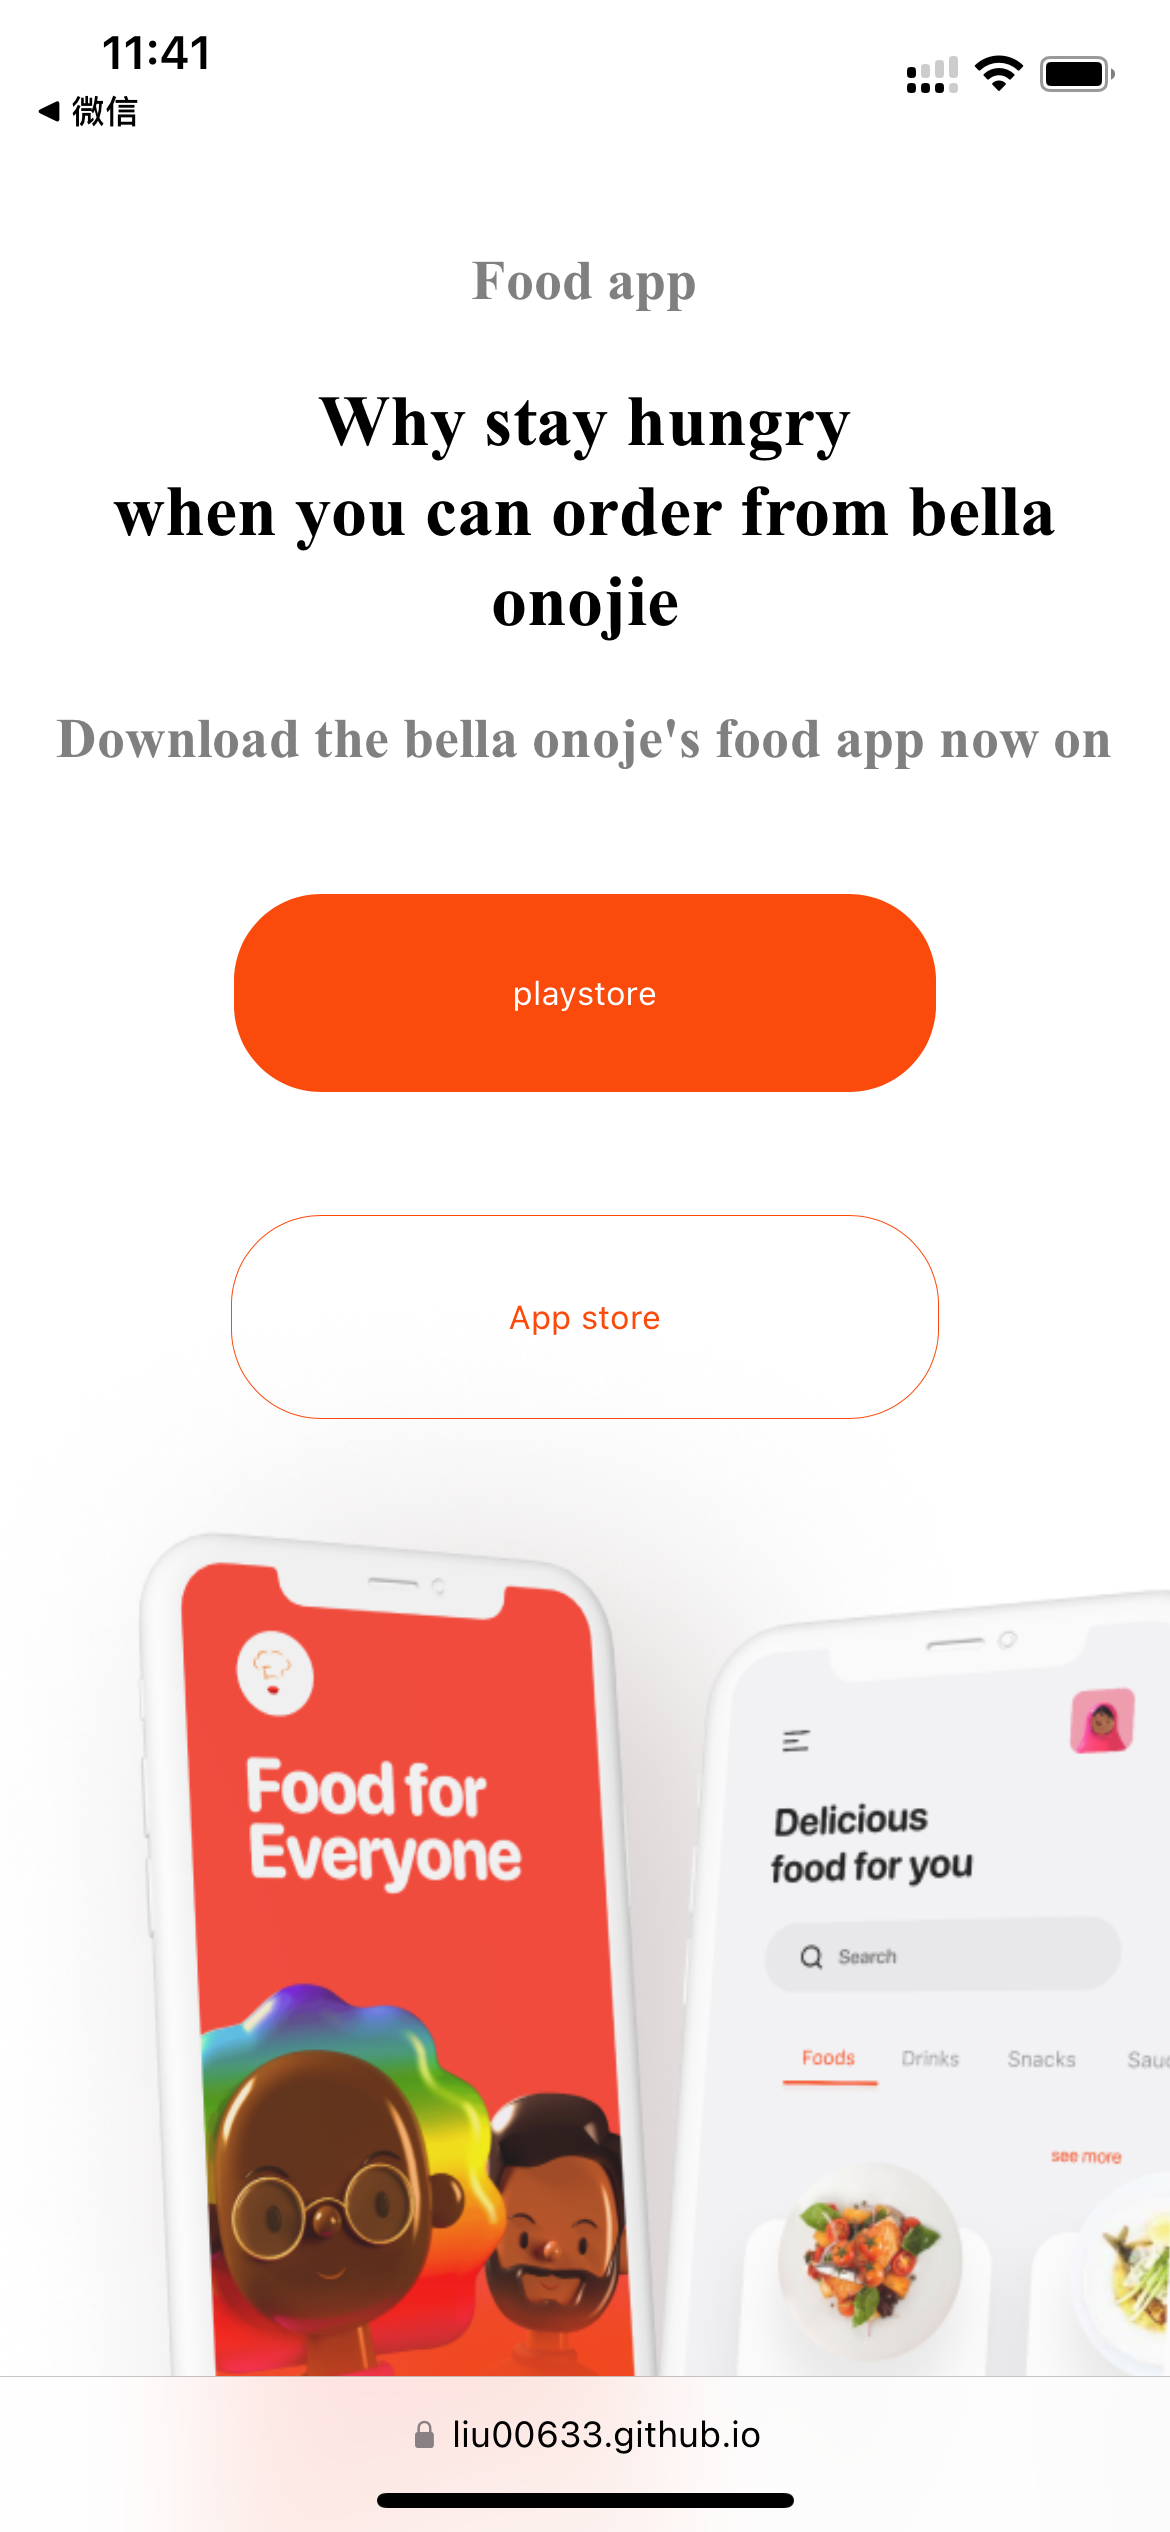 11:41
微信
Food app
Why stay hungry
when you can order from bella
onojie
Download the bella onoje's food app now on
playstore
App store
Food for
Everyone
Delicious
food for you
Search
Foods Drinks Snacks Sauc
see more
liu00633.github.io